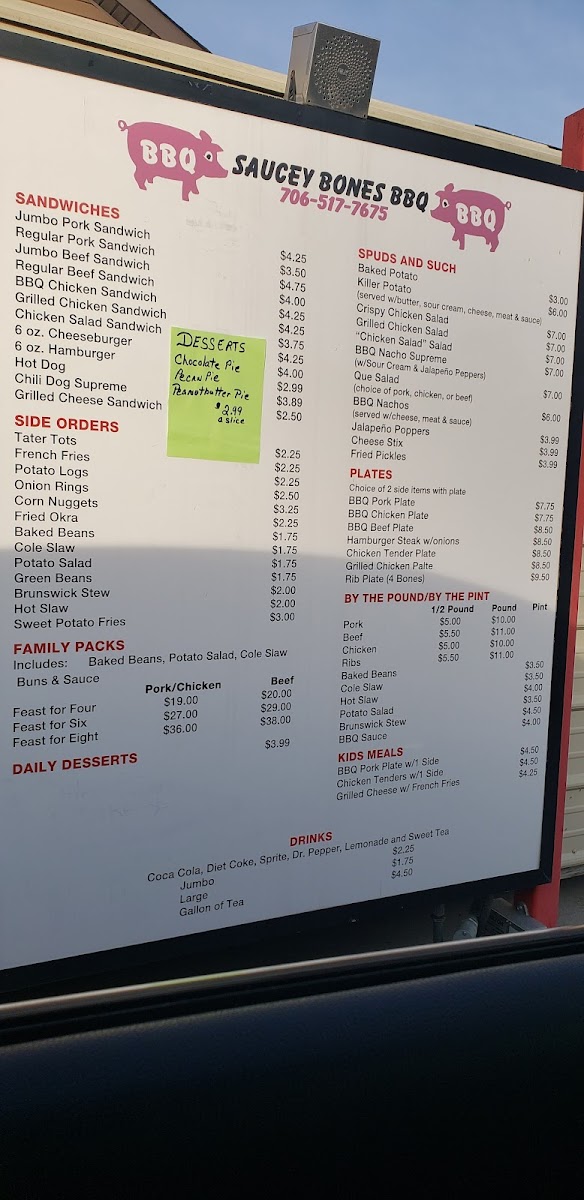 BBQ SAUCEY BONES BBQ BBQ
706-517-7675
SANDWICHES
Jumbo Pork Sandwich $4.25
Regular Pork Sandwich $3.50
Jumbo Beef Sandwich $4.75
Regular Beef Sandwich $4.00
BBQ Chicken Sandwich $4.25
Grilled Chicken Sandwich $4.25
Chicken Salad Sandwich $3.75
6 oz. Cheeseburger $4.25
6 oz. Hamburger $4.00
Hot Dog $2.99
Chili Dog Supreme $3.89
Grilled Cheese Sandwich $2.50
DESSERTS
Chocolate Pie
Pecan Pie
Peanutbutter Pie
$2.99
a slice
SIDE ORDERS
Tater Tots $2.25
French Fries $2.25
Potato Logs $2.25
Onion Rings $2.50
Corn Nuggets $3.25
Fried Okra $2.25
Baked Beans $1.75
Cole Slaw $1.75
Potato Salad $1.75
Green Beans $1.75
Brunswick Stew $2.00
Hot Slaw $2.00
Sweet Potato Fries $3.00
FAMILY PACKS
Includes: Baked Beans, Potato Salad, Cole Slaw
Buns & Sauce
Pork/Chicken Beef
Feast for Four $19.00 $20.00
Feast for Six $27.00 $29.00
Feast for Eight $36.00 $38.00
DAILY DESSERTS $3.99
SPUDS AND SUCH
Baked Potato $3.00
Killer Potato $6.00
(served w/butter, sour cream, cheese, meat & sauce)
Crispy Chicken Salad $7.00
Grilled Chicken Salad $7.00
"Chicken Salad" Salad $7.00
BBQ Nacho Supreme $7.00
(w/Sour Cream & Jalapeño Peppers)
Que Salad $7.00
(choice of pork, chicken, or beef)
BBQ Nachos $6.00
(served w/cheese, meat & sauce)
Jalapeño Poppers $3.99
Cheese Stix $3.99
Fried Pickles $3.99
PLATES
Choice of 2 side items with plate
BBQ Pork Plate $7.75
BBQ Chicken Plate $7.75
BBQ Beef Plate $8.50
Hamburger Steak w/onions $8.50
Chicken Tender Plate $8.50
Grilled Chicken Palte $8.50
Rib Plate (4 Bones) $9.50
BY THE POUND/BY THE PINT
1/2 Pound Pound Pint
Pork $5.00 $10.00
Beef $5.50 $11.00
Chicken $5.00 $10.00
Ribs $5.50 $11.00
Baked Beans $3.50
Cole Slaw $3.50
Hot Slaw $4.00
Potato Salad $3.50
Brunswick Stew $4.50
BBQ Sauce $4.00
KIDS MEALS
BBQ Pork Plate w/1 Side $4.50
Chicken Tenders w/1 Side $4.50
Grilled Cheese w/ French Fries $4.25
DRINKS
Coca Cola, Diet Coke, Sprite, Dr. Pepper, Lemonade and Sweet Tea
Jumbo $2.25
Large $1.75
Gallon of Tea $4.50